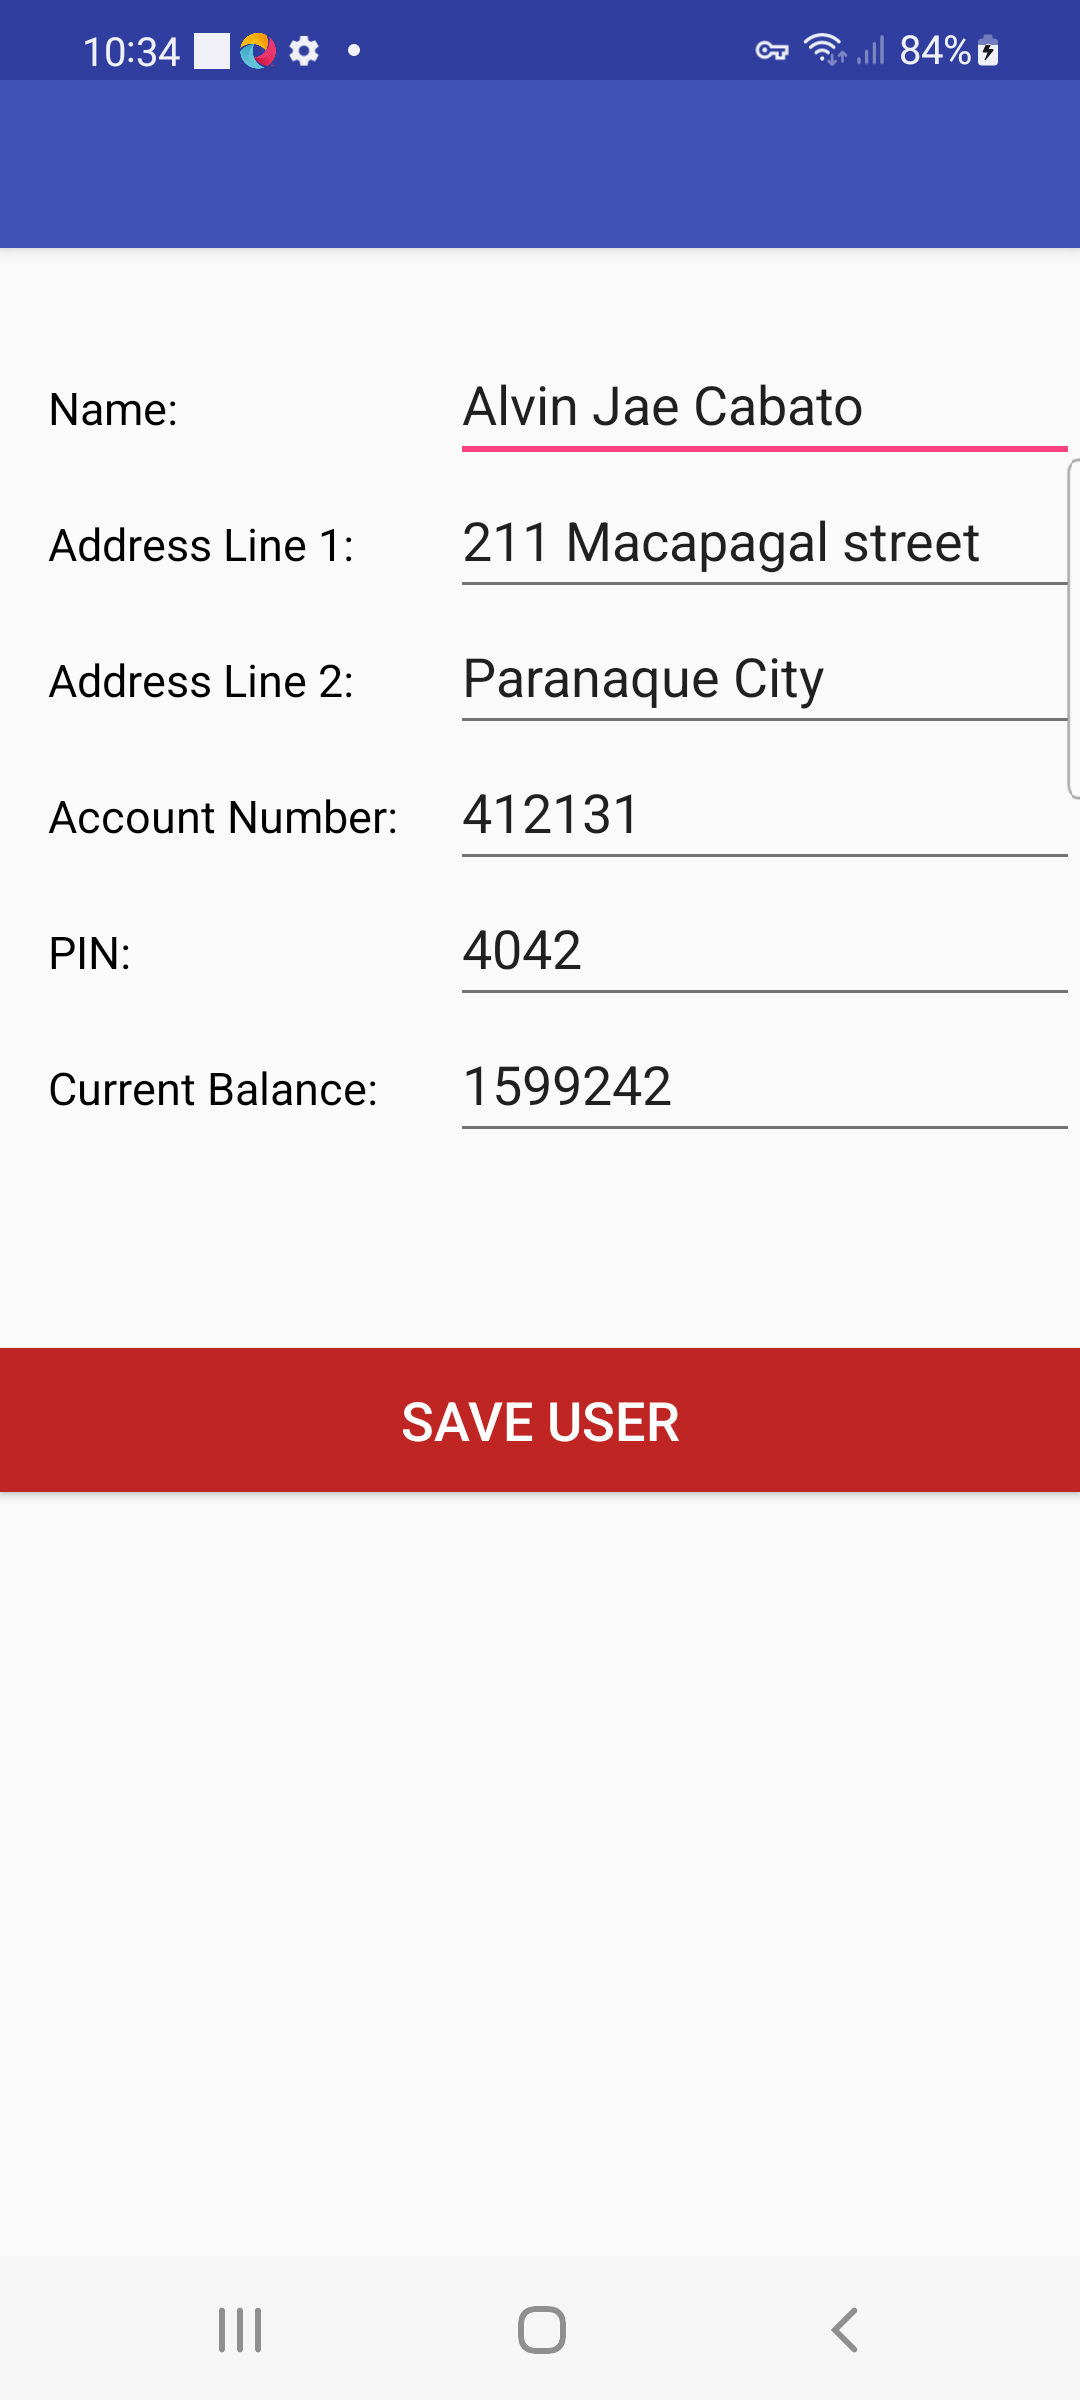 10:34 84%
Name: Alvin Jae Cabato
Address Line 1: 211 Macapagal street
Address Line 2: Paranaque City
Account Number: 412131
PIN: 4042
Current Balance: 1599242
SAVE USER